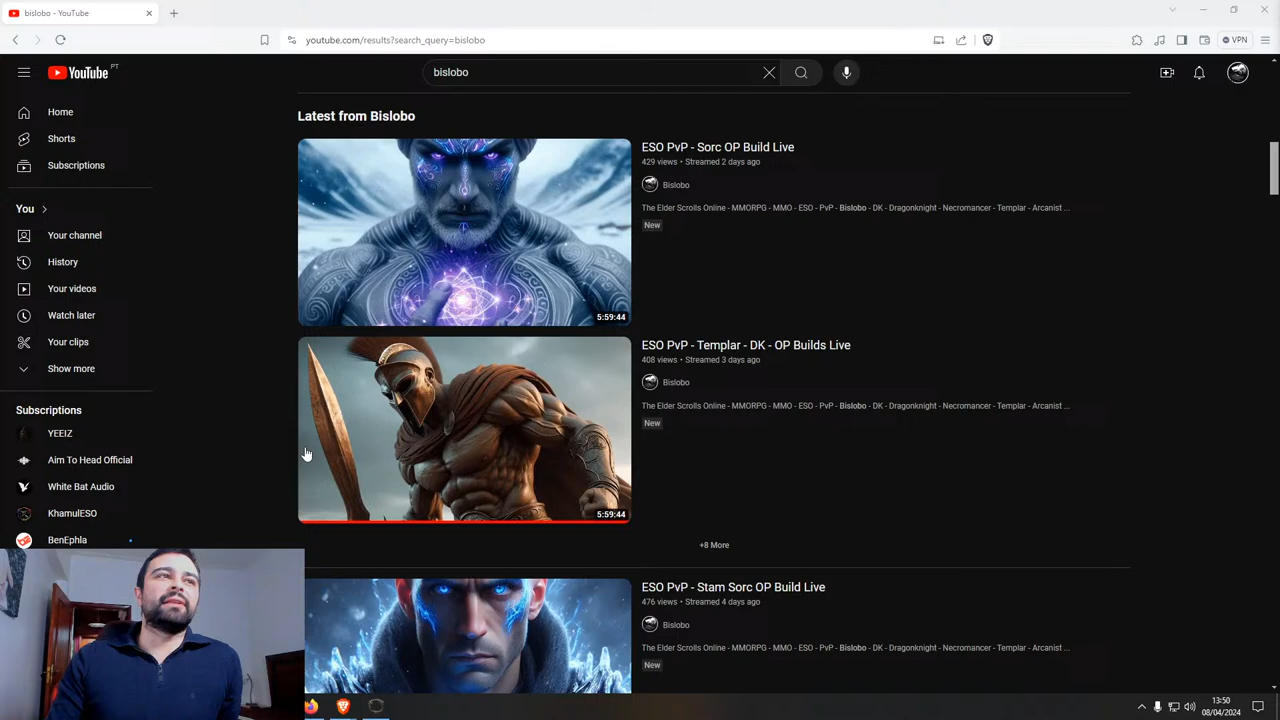 bislobo - YouTube
youtube.com/results?search_query=bislobo
VPN
YouTube PT
bislobo
Home
Shorts
Subscriptions
You
Your channel
History
Your videos
Watch later
Your clips
Show more
Subscriptions
YEEIZ
Aim To Head Official
White Bat Audio
KhamulESO
BenEphla
Latest from Bislobo
5:59:44
ESO PvP - Sorc OP Build Live
429 views • Streamed 2 days ago
Bislobo
The Elder Scrolls Online - MMORPG - MMO - ESO - PvP - Bislobo - DK - Dragonknight - Necromancer - Templar - Arcanist ...
New
5:59:44
ESO PvP - Templar - DK - OP Builds Live
408 views • Streamed 3 days ago
Bislobo
The Elder Scrolls Online - MMORPG - MMO - ESO - PvP - Bislobo - DK - Dragonknight - Necromancer - Templar - Arcanist ...
New
+8 More
ESO PvP - Stam Sorc OP Build Live
476 views • Streamed 4 days ago
Bislobo
The Elder Scrolls Online - MMORPG - MMO - ESO - PvP - Bislobo - DK - Dragonknight - Necromancer - Templar - Arcanist ...
New
13:50
08/04/2024